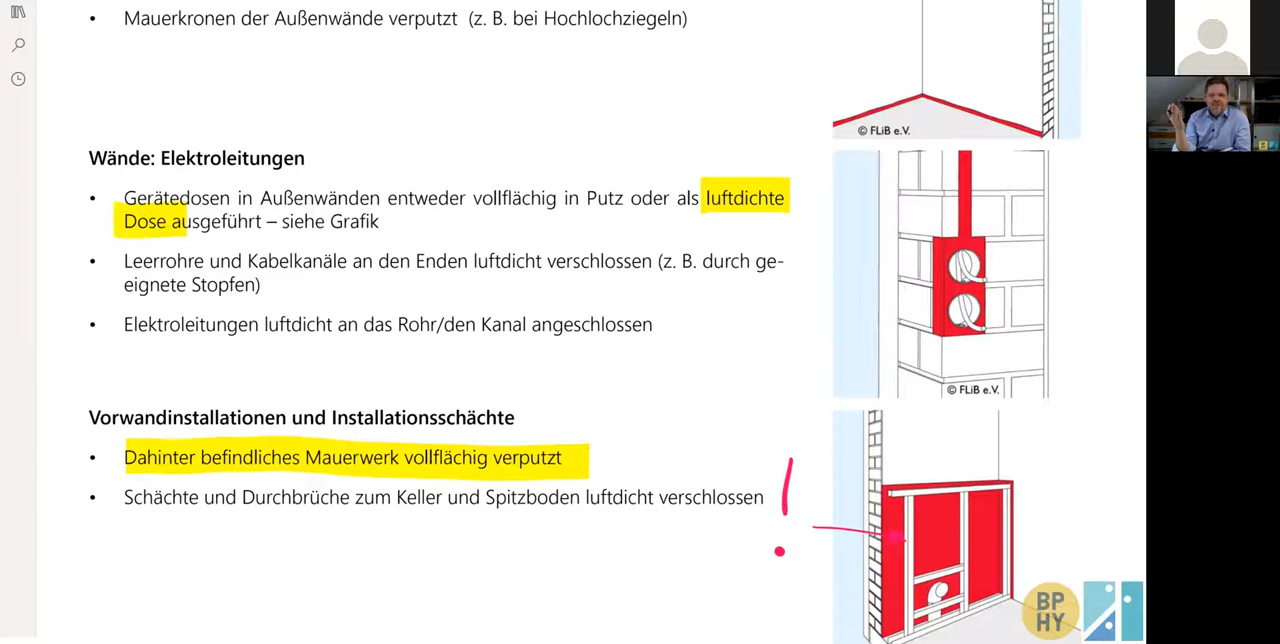 • Mauerkronen der Außenwände verputzt (z. B. bei Hochlochziegeln)
© FLiB e.V.
Wände: Elektroleitungen
• Gerätedosen in Außenwänden entweder vollflächig in Putz oder als luftdichte
Dose ausgeführt – siehe Grafik
• Leerrohre und Kabelkanäle an den Enden luftdicht verschlossen (z. B. durch ge-
eignete Stopfen)
• Elektroleitungen luftdicht an das Rohr/den Kanal angeschlossen
© FLiB e.V.
Vorwandinstallationen und Installationsschächte
• Dahinter befindliches Mauerwerk vollflächig verputzt
• Schächte und Durchbrüche zum Keller und Spitzboden luftdicht verschlossen
!
BP
HY